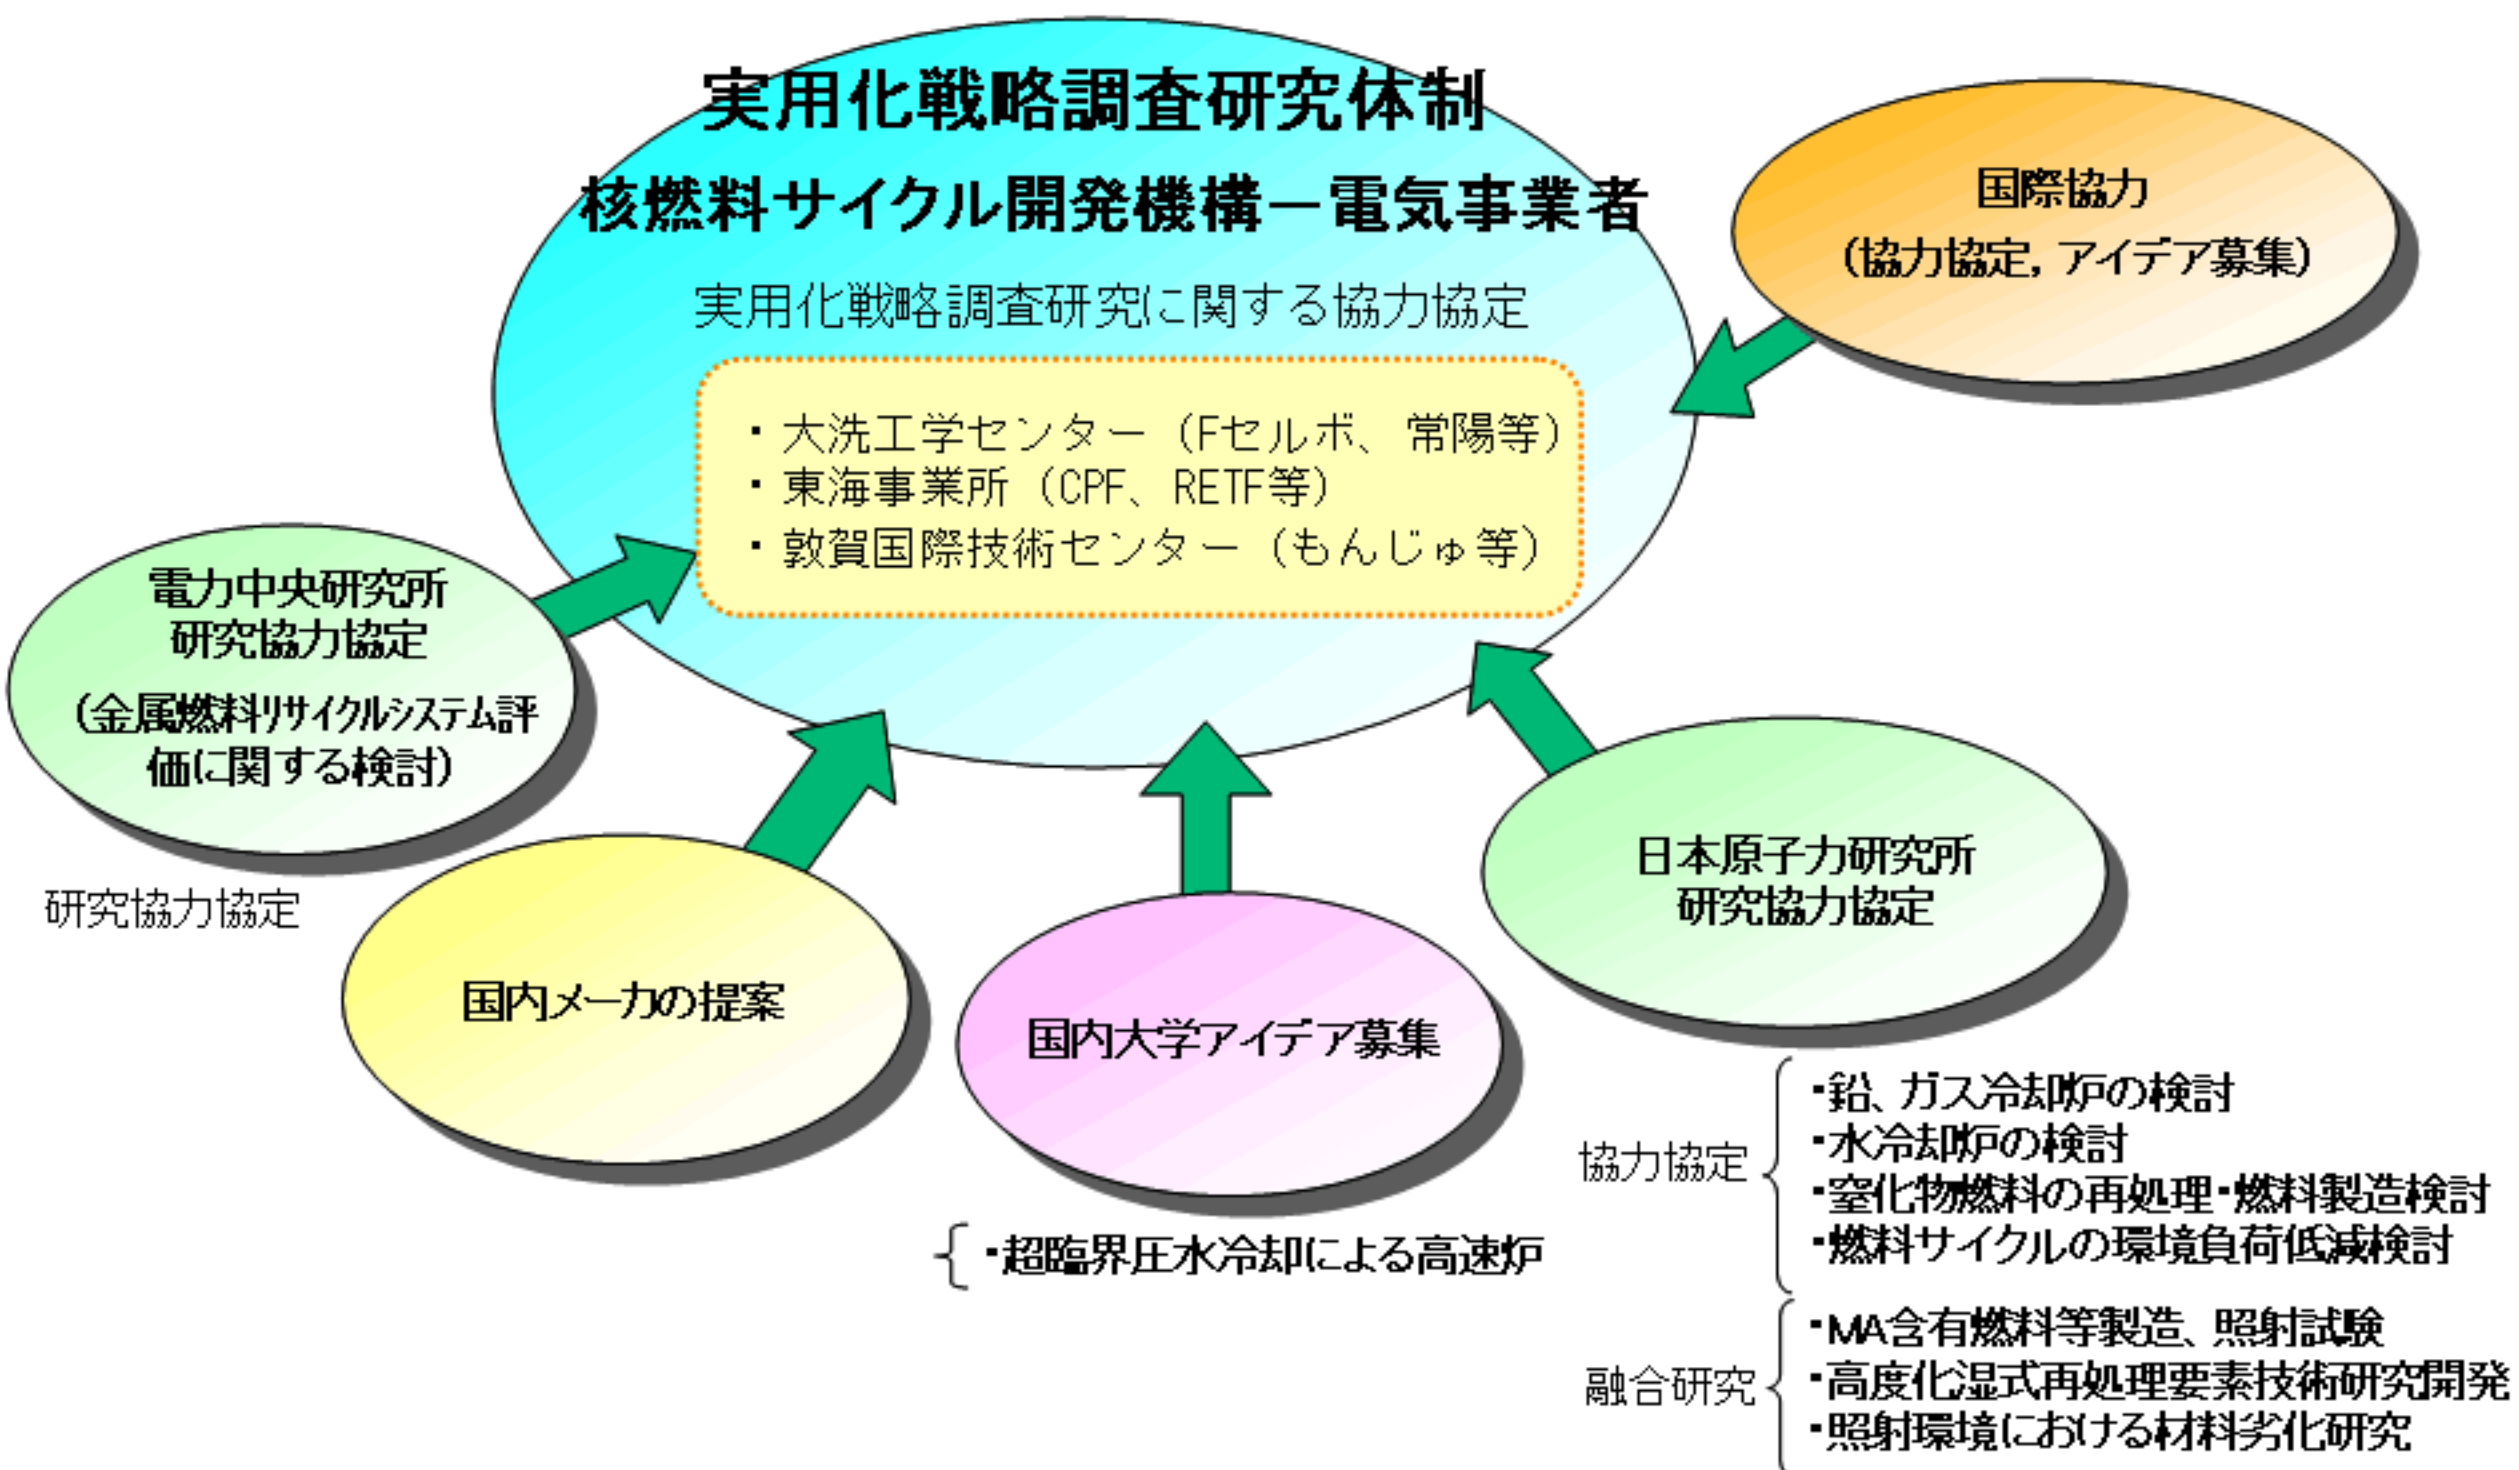 実用化戦略調査研究体制
核燃料サイクル開発機構－電気事業者
実用化戦略調査研究に関する協力協定
・大洗工学センター（Fセルボ、常陽等）
・東海事業所（CPF、RETF等）
・敦賀国際技術センター（もんじゅ等）
国際協力
（協力協定，アイデア募集）
電力中央研究所
研究協力協定
（金属燃料リサイクルシステム評
価に関する検討）
研究協力協定
国内メーカの提案
国内大学アイデア募集
・超臨界圧水冷却による高速炉
日本原子力研究所
研究協力協定
協力協定
・鉛、ガス冷却炉の検討
・水冷却炉の検討
・窒化物燃料の再処理・燃料製造検討
・燃料サイクルの環境負荷低減検討
融合研究
・MA含有燃料等製造、照射試験
・高度化湿式再処理要素技術研究開発
・照射環境における材料劣化研究